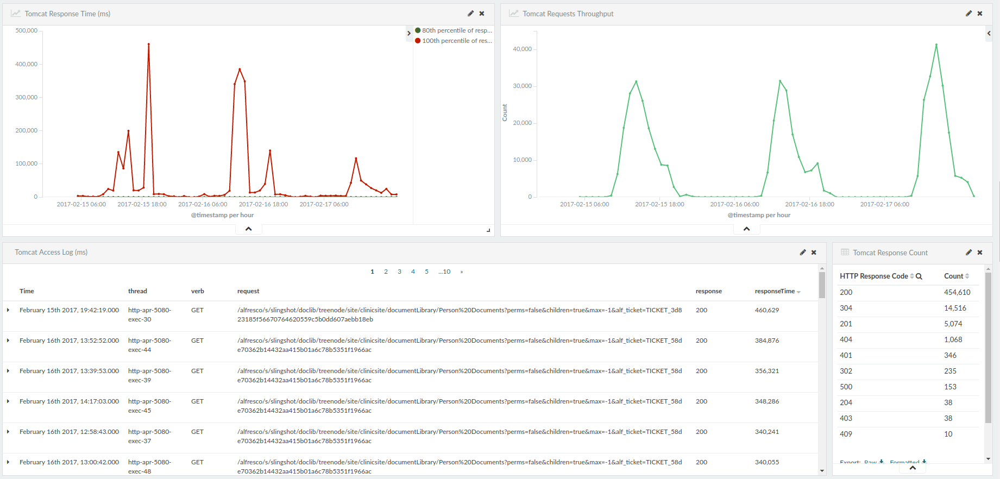 Tomcat Response Time (ms)
500,000
400,000
300,000
200,000
100,000
0
2017-02-15 06:00 2017-02-15 18:00 2017-02-16 06:00 2017-02-16 18:00 2017-02-17 06:00
@timestamp per hour
80th percentile of resp...
100th percentile of res...
Tomcat Requests Throughput
Count
40,000
30,000
20,000
10,000
0
2017-02-15 06:00 2017-02-15 18:00 2017-02-16 06:00 2017-02-16 18:00 2017-02-17 06:00
@timestamp per hour
Tomcat Access Log (ms)
1 2 3 4 5 ...10 »
Time thread verb request response responseTime
February 15th 2017, 19:42:19.000 http-apr-5080- GET /alfresco/s/slingshot/doclib/treenode/site/clinicsite/documentLibrary/Person%20Documents?perms=false&children=true&max=-1&alf_ticket=TICKET_3d8 200 460,629
exec-30 23185f56670764620559c5b0dd607aebb18eb
February 16th 2017, 13:52:52.000 http-apr-5080- GET /alfresco/s/slingshot/doclib/treenode/site/clinicsite/documentLibrary/Person%20Documents?perms=false&children=true&max=-1&alf_ticket=TICKET_58d 200 384,876
exec-44 e70362b14432aa415b01a6c78b5351f1966ac
February 16th 2017, 13:39:53.000 http-apr-5080- GET /alfresco/s/slingshot/doclib/treenode/site/clinicsite/documentLibrary/Person%20Documents?perms=false&children=true&max=-1&alf_ticket=TICKET_58d 200 356,321
exec-39 e70362b14432aa415b01a6c78b5351f1966ac
February 16th 2017, 14:17:03.000 http-apr-5080- GET /alfresco/s/slingshot/doclib/treenode/site/clinicsite/documentLibrary/Person%20Documents?perms=false&children=true&max=-1&alf_ticket=TICKET_58d 200 348,286
exec-45 e70362b14432aa415b01a6c78b5351f1966ac
February 16th 2017, 12:58:43.000 http-apr-5080- GET /alfresco/s/slingshot/doclib/treenode/site/clinicsite/documentLibrary/Person%20Documents?perms=false&children=true&max=-1&alf_ticket=TICKET_58d 200 340,241
exec-37 e70362b14432aa415b01a6c78b5351f1966ac
February 16th 2017, 13:00:42.000 http-apr-5080- GET /alfresco/s/slingshot/doclib/treenode/site/clinicsite/documentLibrary/Person%20Documents?perms=false&children=true&max=-1&alf_ticket=TICKET_58d 200 340,055
exec-48 e70362b14432aa415b01a6c78b5351f1966ac
Tomcat Response Count
HTTP Response Code Count
200 454,610
304 14,516
201 5,074
404 1,068
401 346
302 235
500 153
204 38
403 38
409 10
Export: Raw Formatted